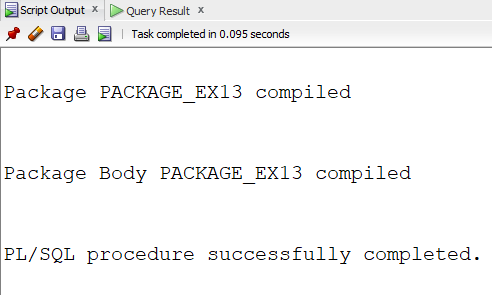 Script Output x Query Result x
Task completed in 0.095 seconds
Package PACKAGE_EX13 compiled
Package Body PACKAGE_EX13 compiled
PL/SQL procedure successfully completed.